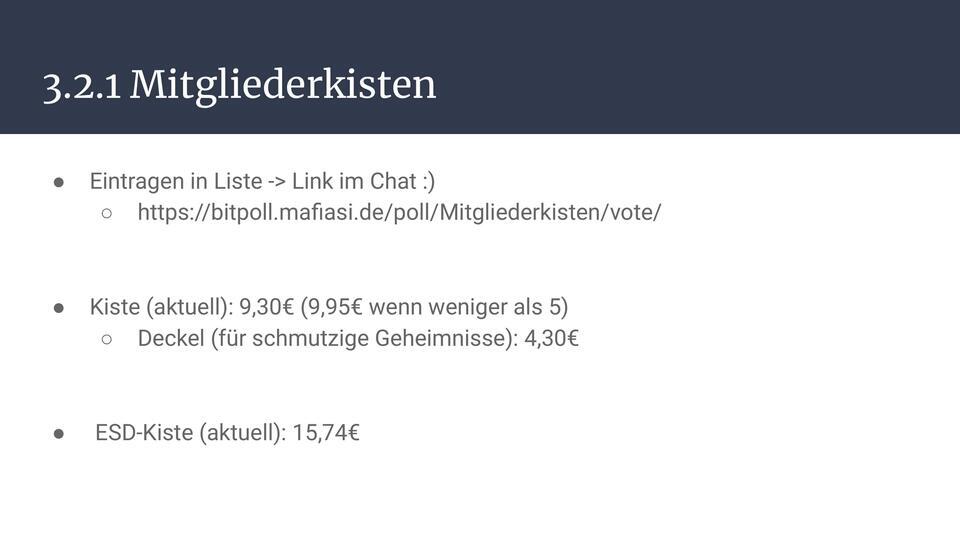 3.2.1 Mitgliederkisten
● Eintragen in Liste -> Link im Chat :)
○ https://bitpoll.mafiasi.de/poll/Mitgliederkisten/vote/
● Kiste (aktuell): 9,30€ (9,95€ wenn weniger als 5)
○ Deckel (für schmutzige Geheimnisse): 4,30€
● ESD-Kiste (aktuell): 15,74€